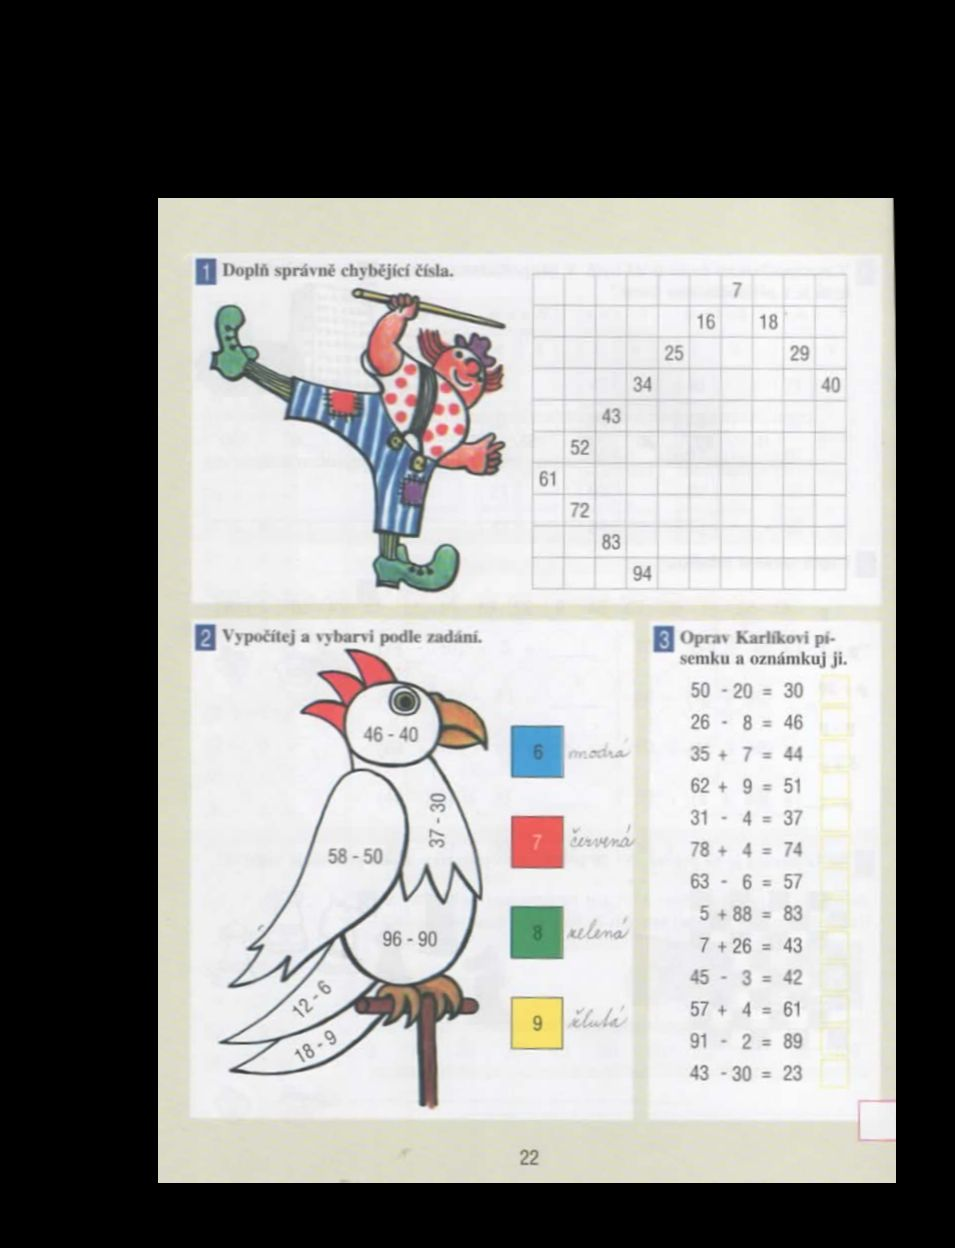 1 Doplň správně chybějící čísla.
7
16 18
25 29
34 40
43
52
61
72
83
94
2 Vypočítej a vybarvi podle zadání.
46 - 40
37 - 30
58 - 50
96 - 90
12 - 6
18 - 9
6 modrá
7 červená
8 zelená
9 žlutá
3 Oprav Karlíkovi pí-
semku a oznámkuj ji.
50 - 20 = 30
26 - 8 = 46
35 + 7 = 44
62 + 9 = 51
31 - 4 = 37
78 + 4 = 74
63 - 6 = 57
5 + 88 = 83
7 + 26 = 43
45 - 3 = 42
57 + 4 = 61
91 - 2 = 89
43 - 30 = 23
22